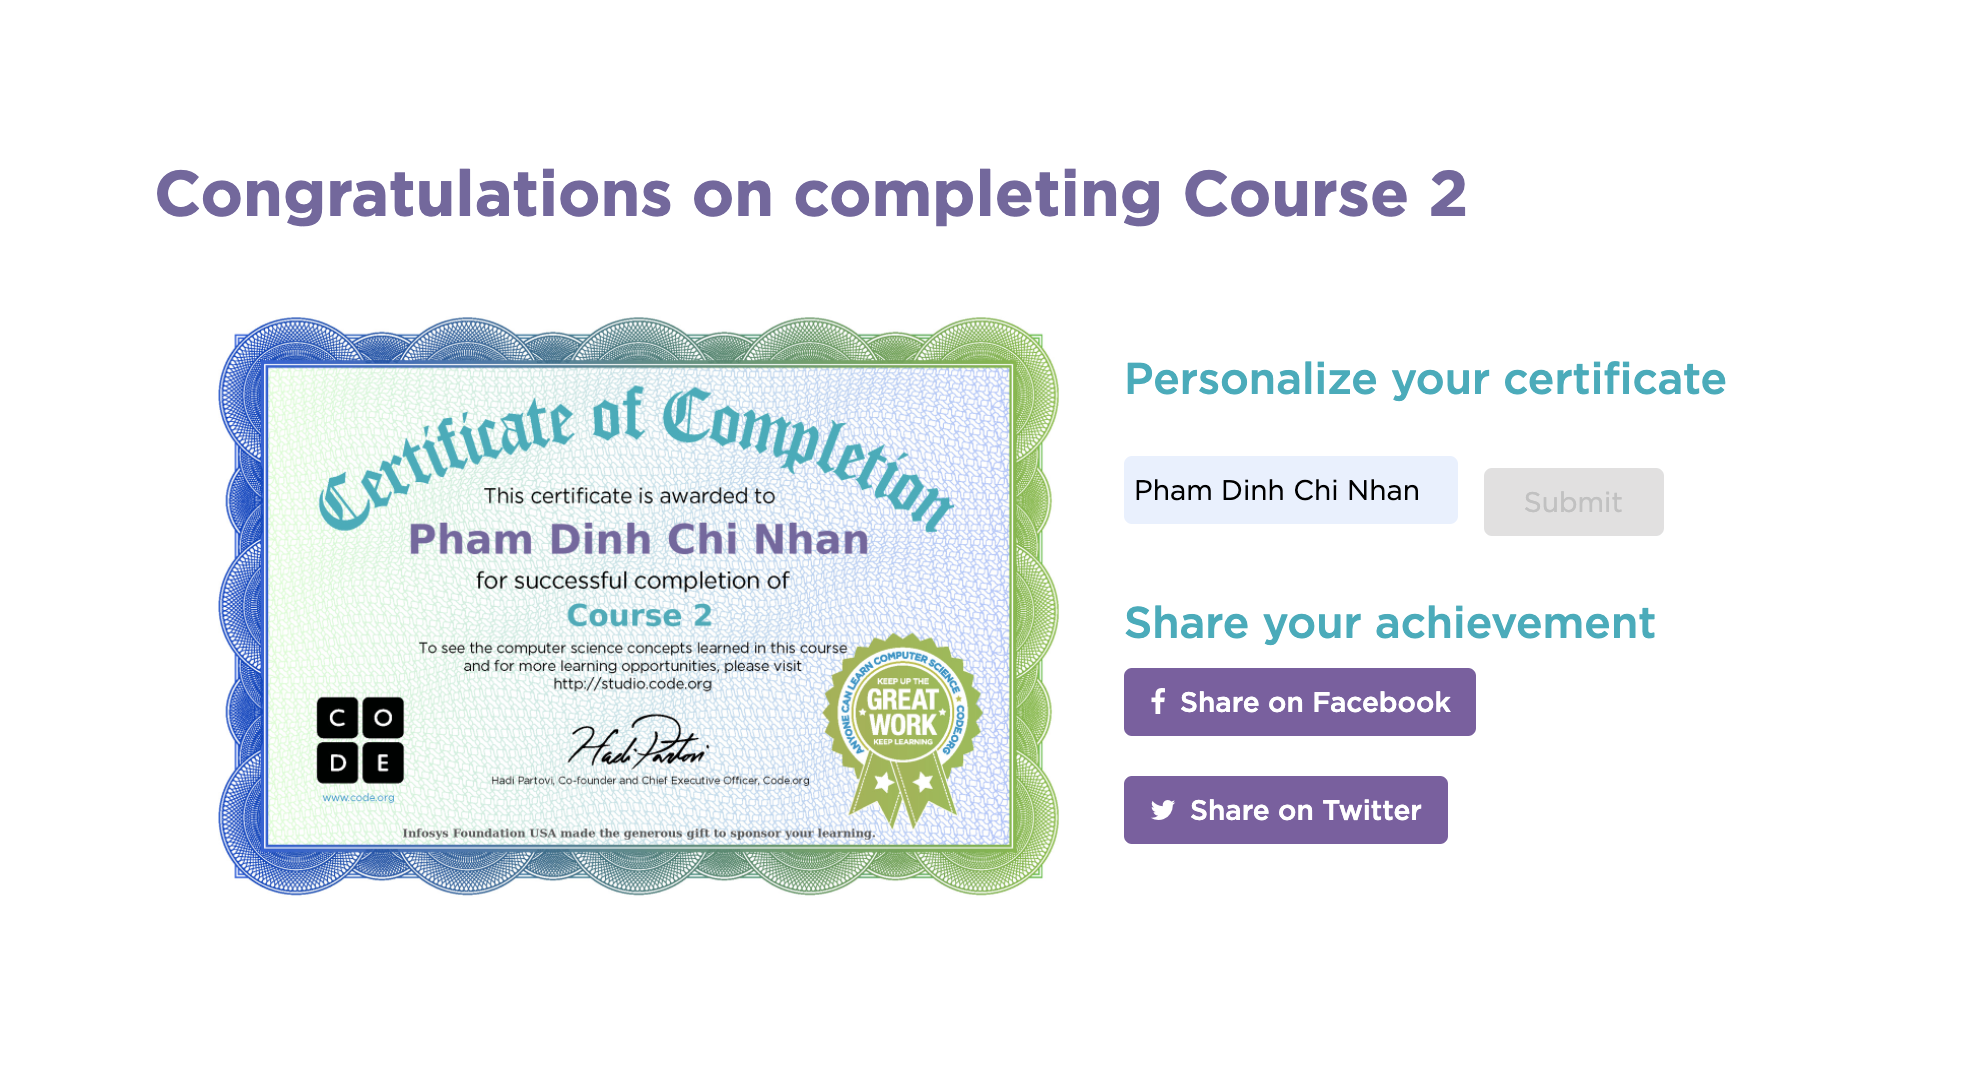 Congratulations on completing Course 2
Certificate of Completion
This certificate is awarded to
Pham Dinh Chi Nhan
for successful completion of
Course 2
To see the computer science concepts learned in this course
and for more learning opportunities, please visit
http://studio.code.org
C O
D E
www.code.org
Hadi Partovi
Hadi Partovi, Co-founder and Chief Executive Officer, Code.org
ANYONE CAN LEARN COMPUTER SCIENCE
CODE.ORG
KEEP UP THE
GREAT
WORK
KEEP LEARNING
Infosys Foundation USA made the generous gift to sponsor your learning.
Personalize your certificate
Pham Dinh Chi Nhan
Submit
Share your achievement
Share on Facebook
Share on Twitter